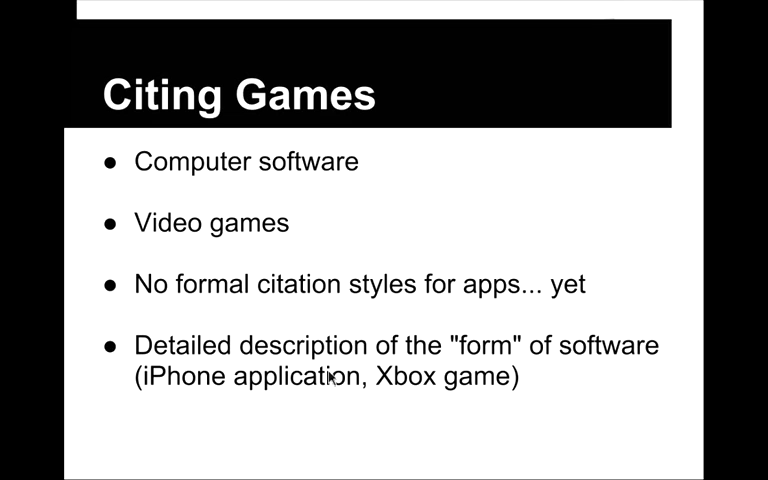 Citing Games
● Computer software
● Video games
● No formal citation styles for apps... yet
● Detailed description of the "form" of software
(iPhone application, Xbox game)